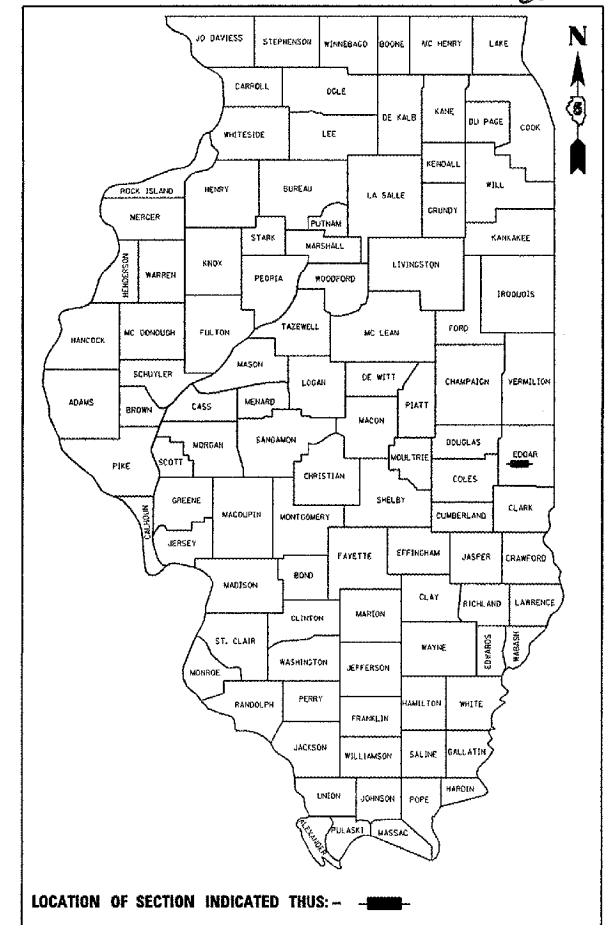 JO DAVIESS STEPHENSON WINNEBAGO BOONE MC HENRY LAKE
N
CARROLL OGLE DE KALB KANE DU PAGE COOK
WHITESIDE LEE
KENDALL WILL
ROCK ISLAND HENRY BUREAU LA SALLE GRUNDY
MERCER PUTNAM
STARK MARSHALL KANKAKEE
HENDERSON WARREN KNOX PEORIA WOODFORD LIVINGSTON IROQUOIS
HANCOCK MC DONOUGH FULTON TAZEWELL MC LEAN FORD
SCHUYLER MASON LOGAN DE WITT CHAMPAIGN VERMILION
ADAMS BROWN CASS MENARD PIATT
MACON
PIKE SCOTT MORGAN SANGAMON MOULTRIE DOUGLAS EDGAR
CHRISTIAN COLES
CALHOUN GREENE MACOUPIN MONTGOMERY SHELBY CUMBERLAND CLARK
JERSEY FAYETTE EFFINGHAM JASPER CRAWFORD
MADISON BOND
CLAY RICHLAND LAWRENCE
CLINTON MARION
ST. CLAIR WAYNE EDWARDS WABASH
WASHINGTON JEFFERSON
MONROE
RANDOLPH PERRY HAMILTON WHITE
FRANKLIN
JACKSON WILLIAMSON SALINE GALLATIN
UNION JOHNSON POPE HARDIN
ALEXANDER PULASKI MASSAC
LOCATION OF SECTION INDICATED THUS: -